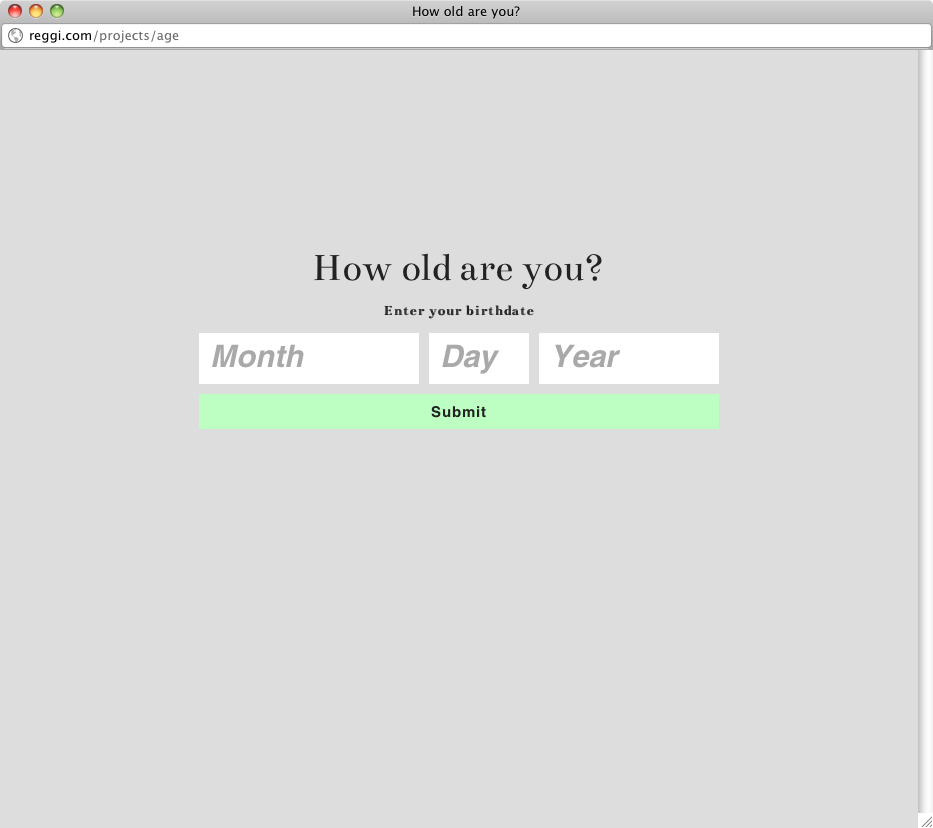 How old are you?
reggi.com/projects/age
How old are you?
Enter your birthdate
Month Day Year
Submit